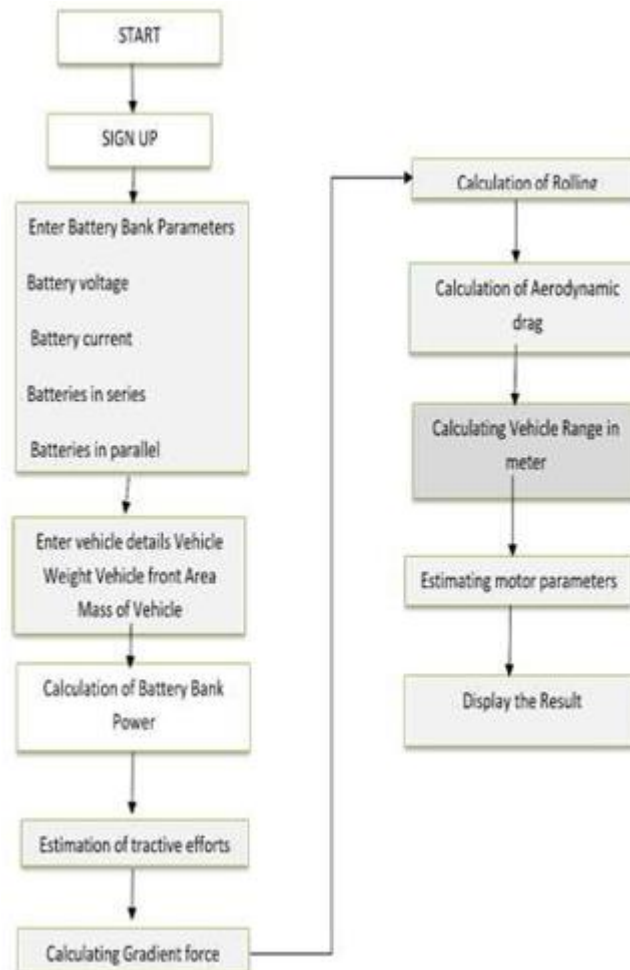 START
SIGN UP
Enter Battery Bank Parameters
Battery voltage
Battery current
Batteries in series
Batteries in parallel
Enter vehicle details Vehicle
Weight Vehicle front Area
Mass of Vehicle
Calculation of Battery Bank
Power
Estimation of tractive efforts
Calculating Gradient force
Calculation of Rolling
Calculation of Aerodynamic
drag
Calculating Vehicle Range in
meter
Estimating motor parameters
Display the Result